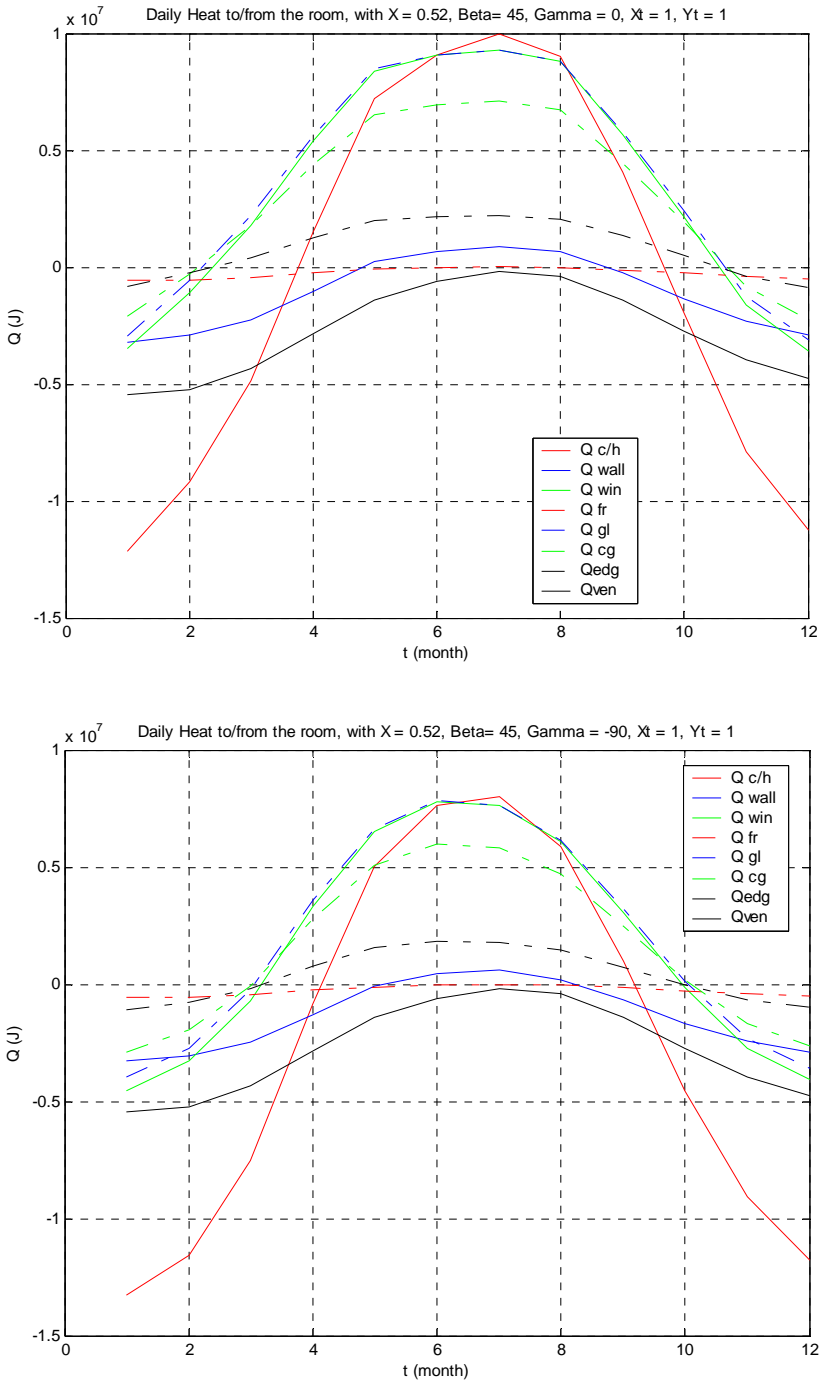 Daily Heat to/from the room, with X = 0.52, Beta= 45, Gamma = 0, Xt = 1, Yt = 1
x 10^7
1
0.5
0
-0.5
-1
-1.5
Q (J)
0 2 4 6 8 10 12
t (month)
Q c/h
Q wall
Q win
Q fr
Q gl
Q cg
Qedg
Qven
Daily Heat to/from the room, with X = 0.52, Beta= 45, Gamma = -90, Xt = 1, Yt = 1
x 10^7
1
0.5
0
-0.5
-1
-1.5
Q (J)
0 2 4 6 8 10 12
t (month)
Q c/h
Q wall
Q win
Q fr
Q gl
Q cg
Qedg
Qven